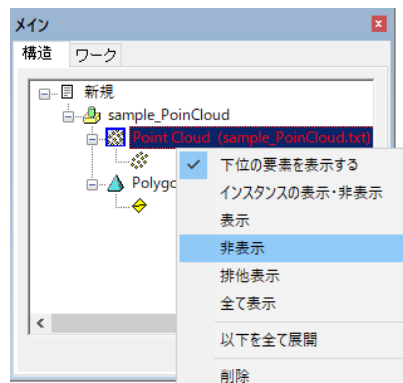 メイン
構造 ワーク
新規
sample_PoinCloud
Point Cloud (sample_PoinCloud.txt)
Polygo
下位の要素を表示する
インスタンスの表示・非表示
表示
非表示
排他表示
全て表示
以下を全て展開
削除